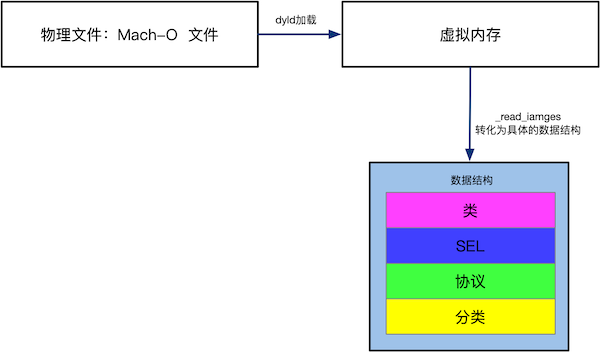 物理文件：Mach-O 文件
dyld加载
虚拟内存
_read_iamges
转化为具体的数据结构
数据结构
类
SEL
协议
分类